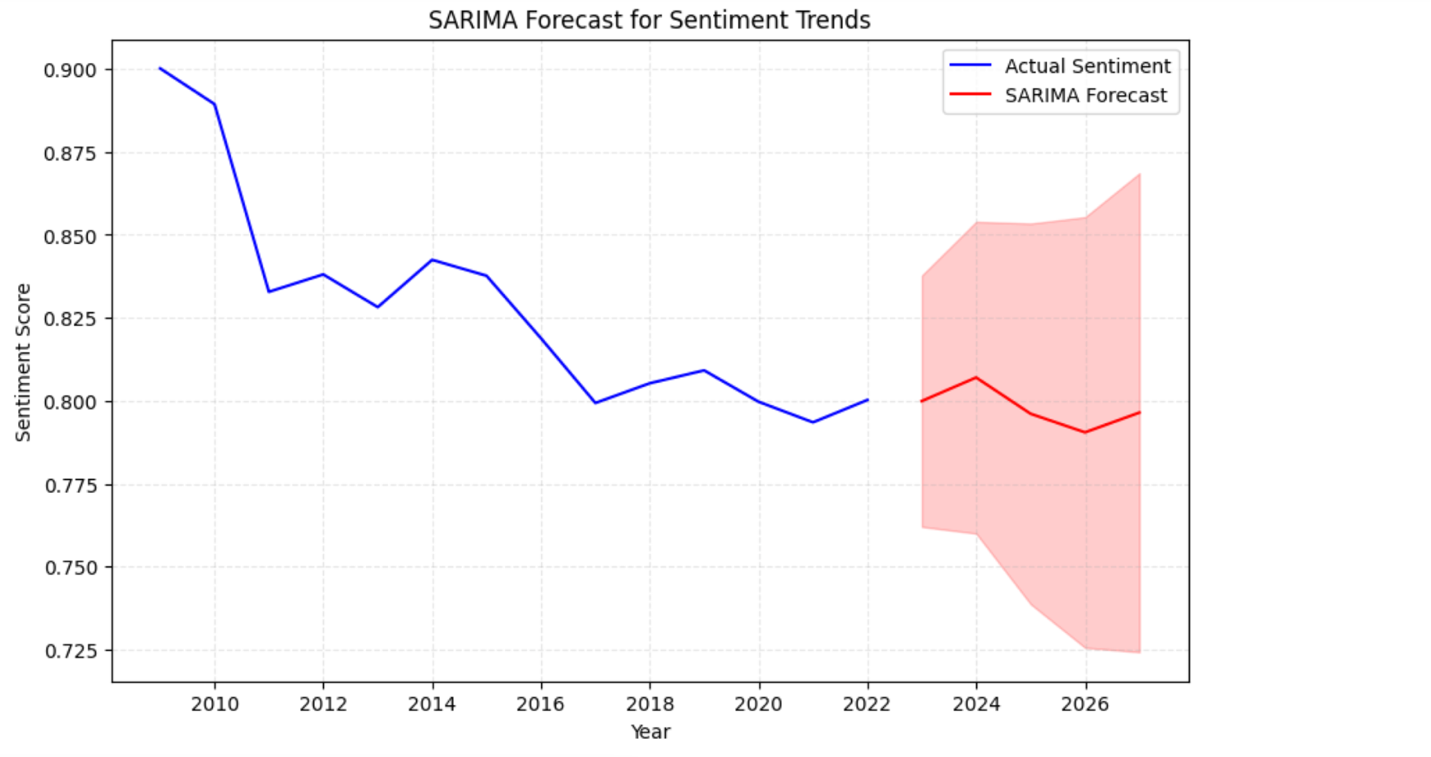 SARIMA Forecast for Sentiment Trends
Actual Sentiment
SARIMA Forecast
0.900
0.875
0.850
0.825
0.800
0.775
0.750
0.725
Sentiment Score
2010 2012 2014 2016 2018 2020 2022 2024 2026
Year